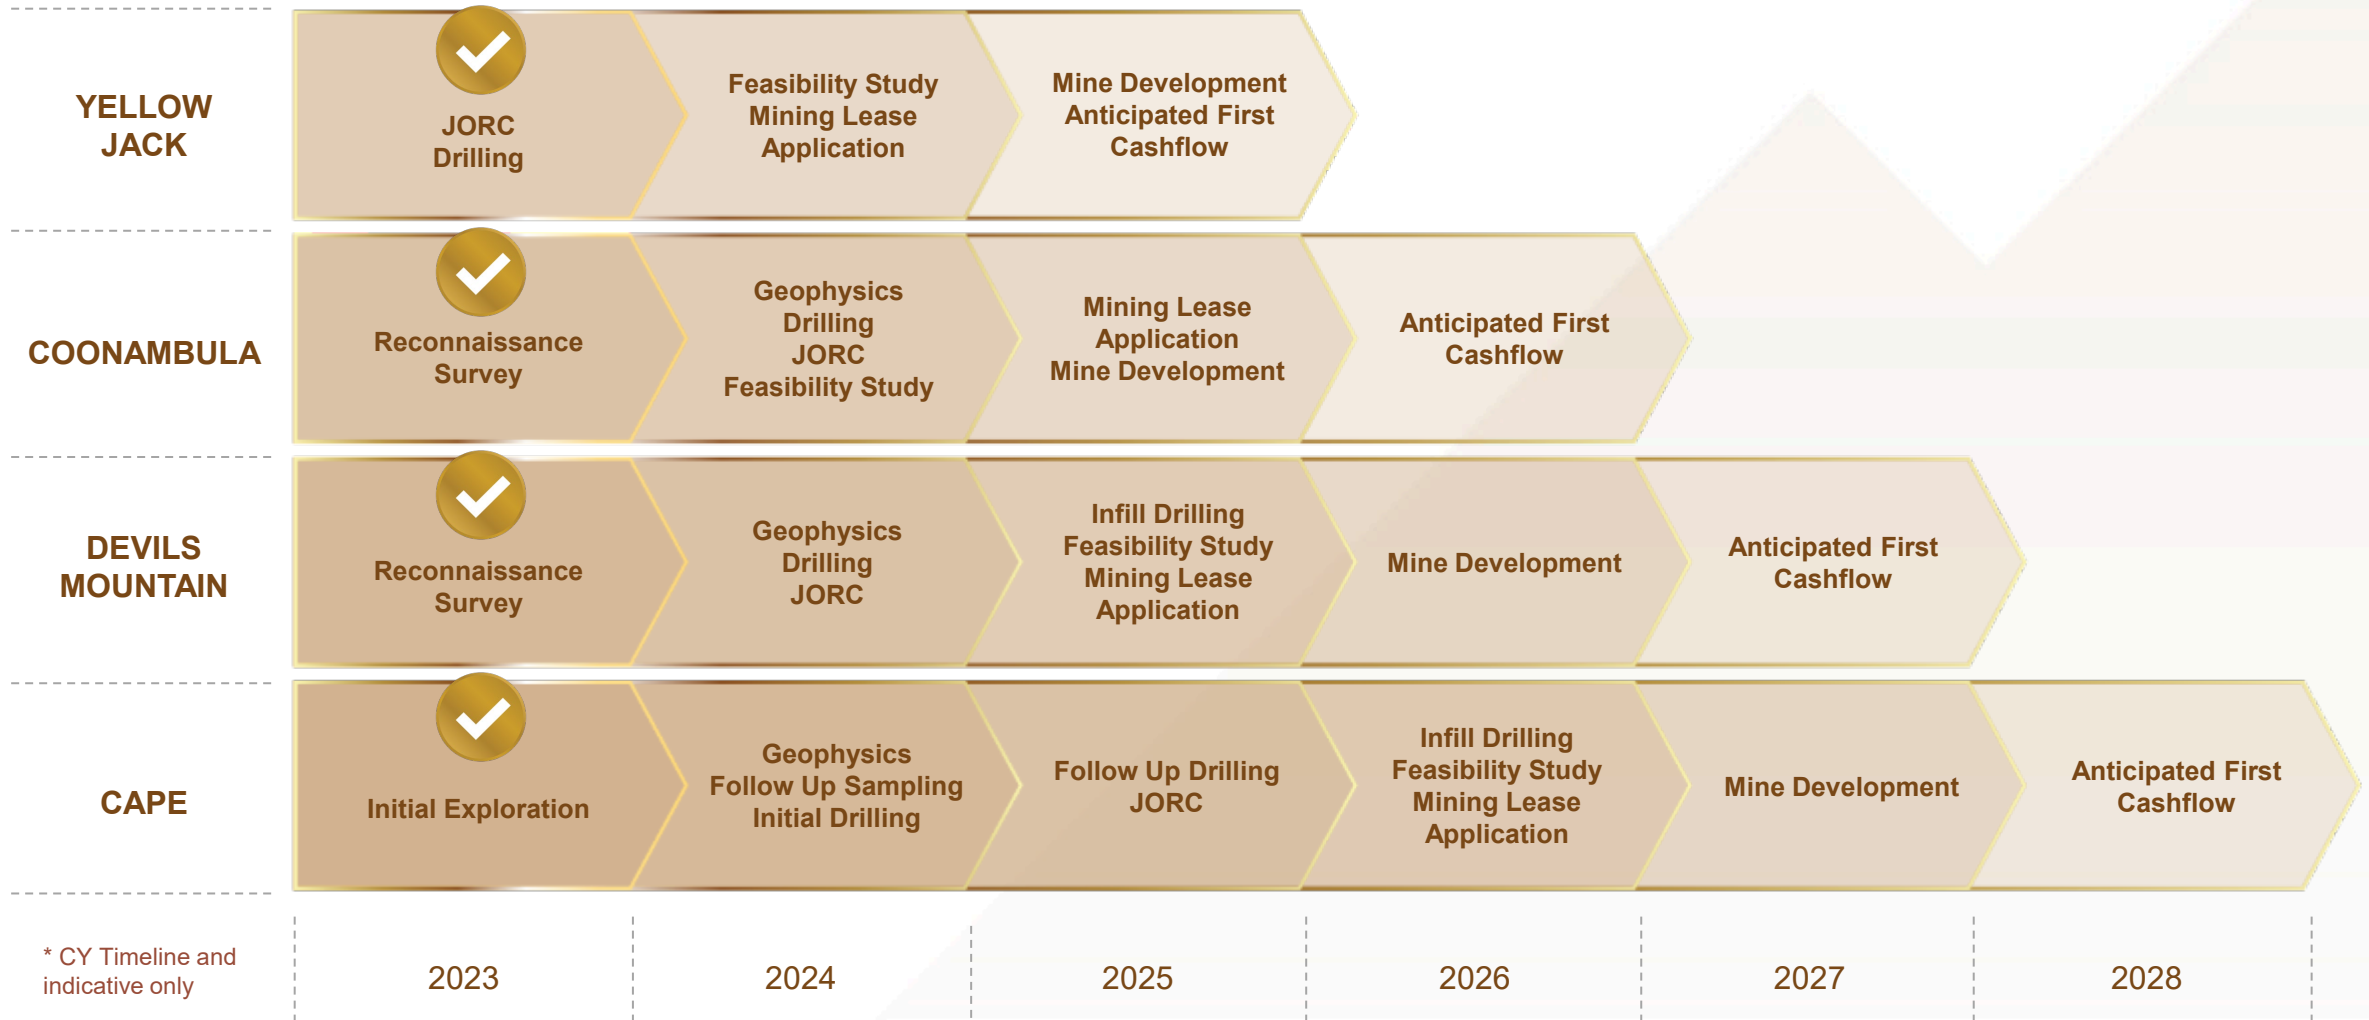 YELLOW
JACK
JORC
Drilling
Feasibility Study
Mining Lease
Application
Mine Development
Anticipated First
Cashflow
COONAMBULA
Reconnaissance
Survey
Geophysics
Drilling
JORC
Feasibility Study
Mining Lease
Application
Mine Development
Anticipated First
Cashflow
DEVILS
MOUNTAIN
Reconnaissance
Survey
Geophysics
Drilling
JORC
Infill Drilling
Feasibility Study
Mining Lease
Application
Mine Development
Anticipated First
Cashflow
CAPE
Initial Exploration
Geophysics
Follow Up Sampling
Initial Drilling
Follow Up Drilling
JORC
Infill Drilling
Feasibility Study
Mining Lease
Application
Mine Development
Anticipated First
Cashflow
* CY Timeline and
indicative only
2023
2024
2025
2026
2027
2028